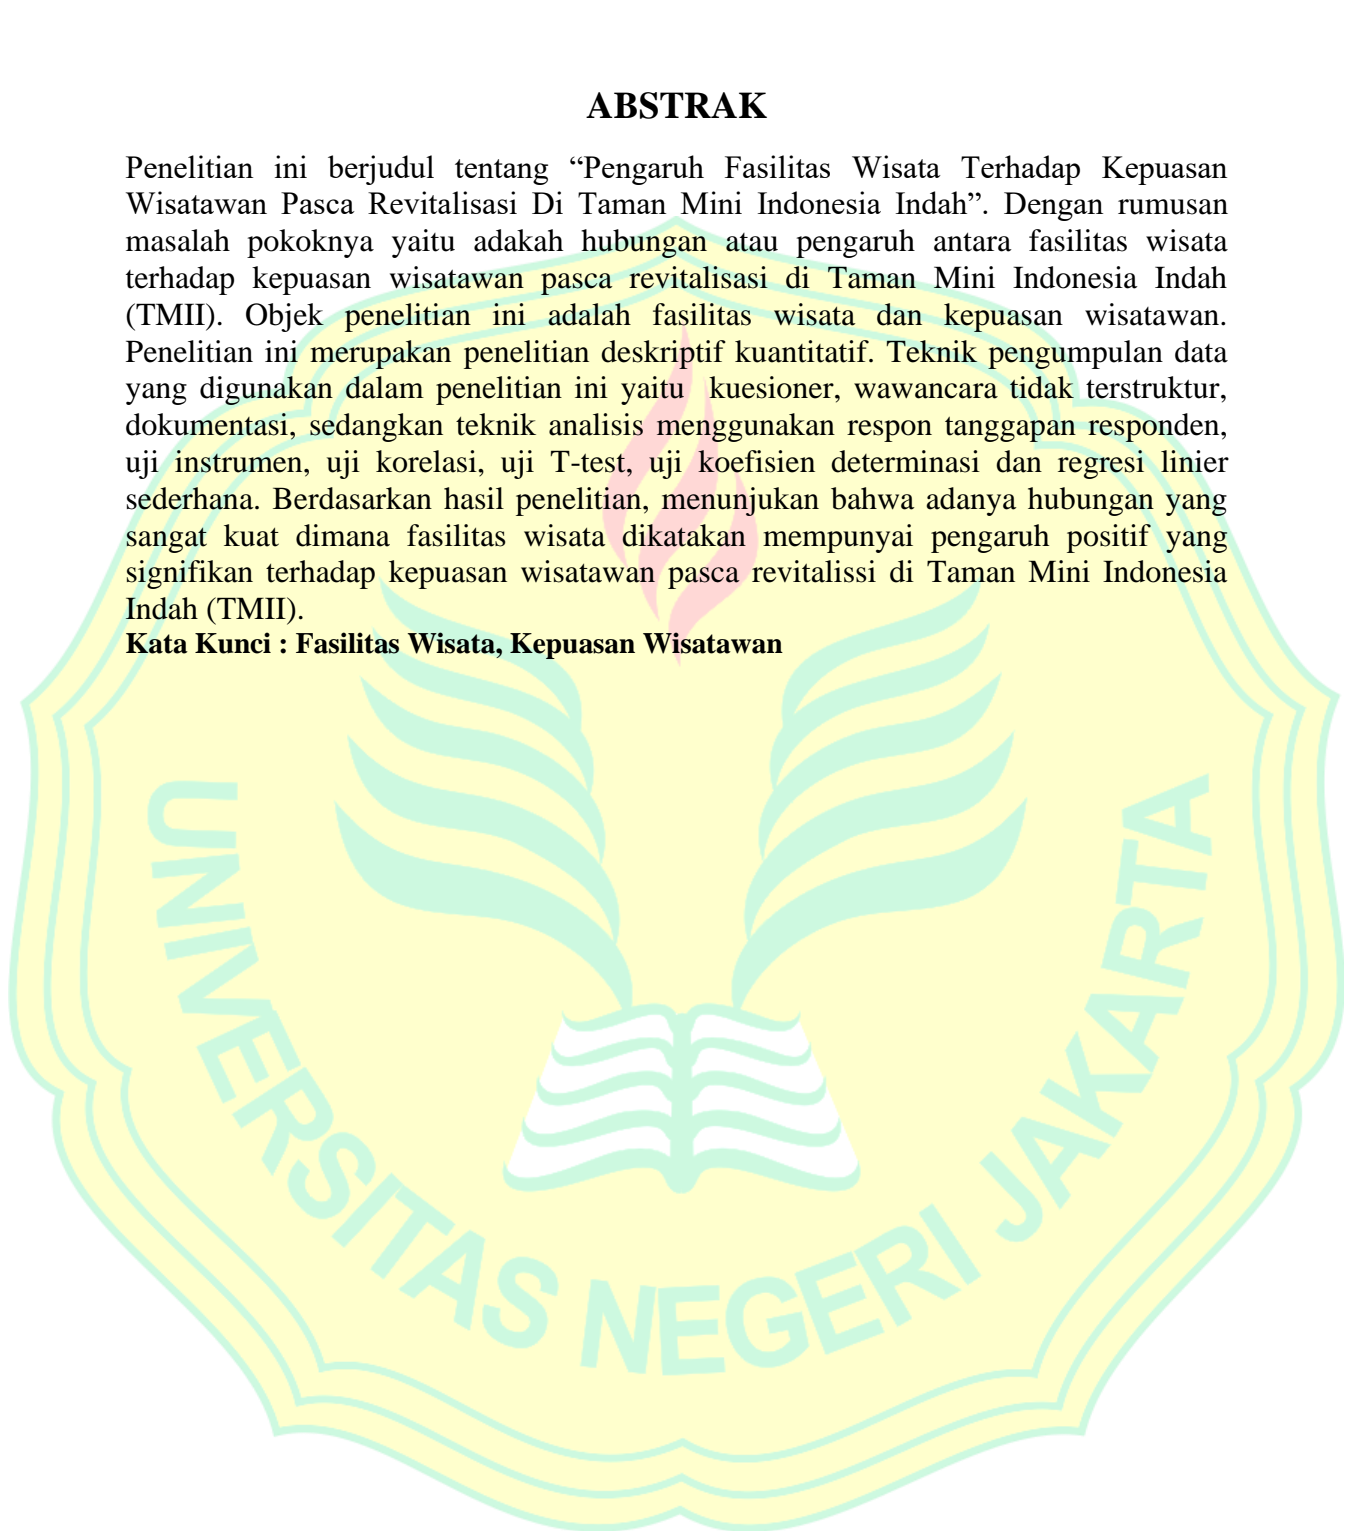 ABSTRAK
Penelitian ini berjudul tentang “Pengaruh Fasilitas Wisata Terhadap Kepuasan
Wisatawan Pasca Revitalisasi Di Taman Mini Indonesia Indah”. Dengan rumusan
masalah pokoknya yaitu adakah hubungan atau pengaruh antara fasilitas wisata
terhadap kepuasan wisatawan pasca revitalisasi di Taman Mini Indonesia Indah
(TMII). Objek penelitian ini adalah fasilitas wisata dan kepuasan wisatawan.
Penelitian ini merupakan penelitian deskriptif kuantitatif. Teknik pengumpulan data
yang digunakan dalam penelitian ini yaitu kuesioner, wawancara tidak terstruktur,
dokumentasi, sedangkan teknik analisis menggunakan respon tanggapan responden,
uji instrumen, uji korelasi, uji T-test, uji koefisien determinasi dan regresi linier
sederhana. Berdasarkan hasil penelitian, menunjukan bahwa adanya hubungan yang
sangat kuat dimana fasilitas wisata dikatakan mempunyai pengaruh positif yang
signifikan terhadap kepuasan wisatawan pasca revitalissi di Taman Mini Indonesia
Indah (TMII).
Kata Kunci : Fasilitas Wisata, Kepuasan Wisatawan
UNIVERSITAS NEGERI JAKARTA